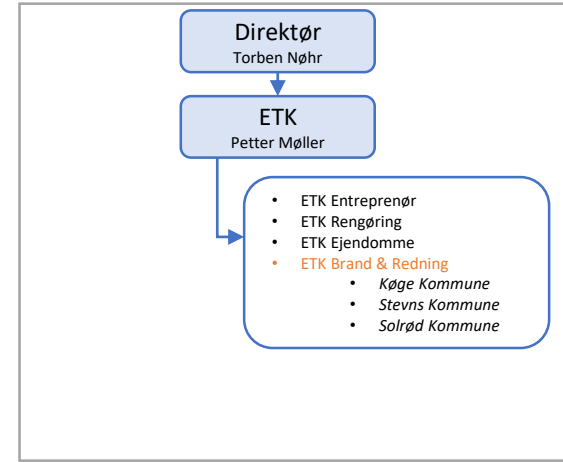 Direktør
Torben Nøhr
ETK
Petter Møller
• ETK Entreprenør
• ETK Rengøring
• ETK Ejendomme
• ETK Brand & Redning
• Køge Kommune
• Stevns Kommune
• Solrød Kommune